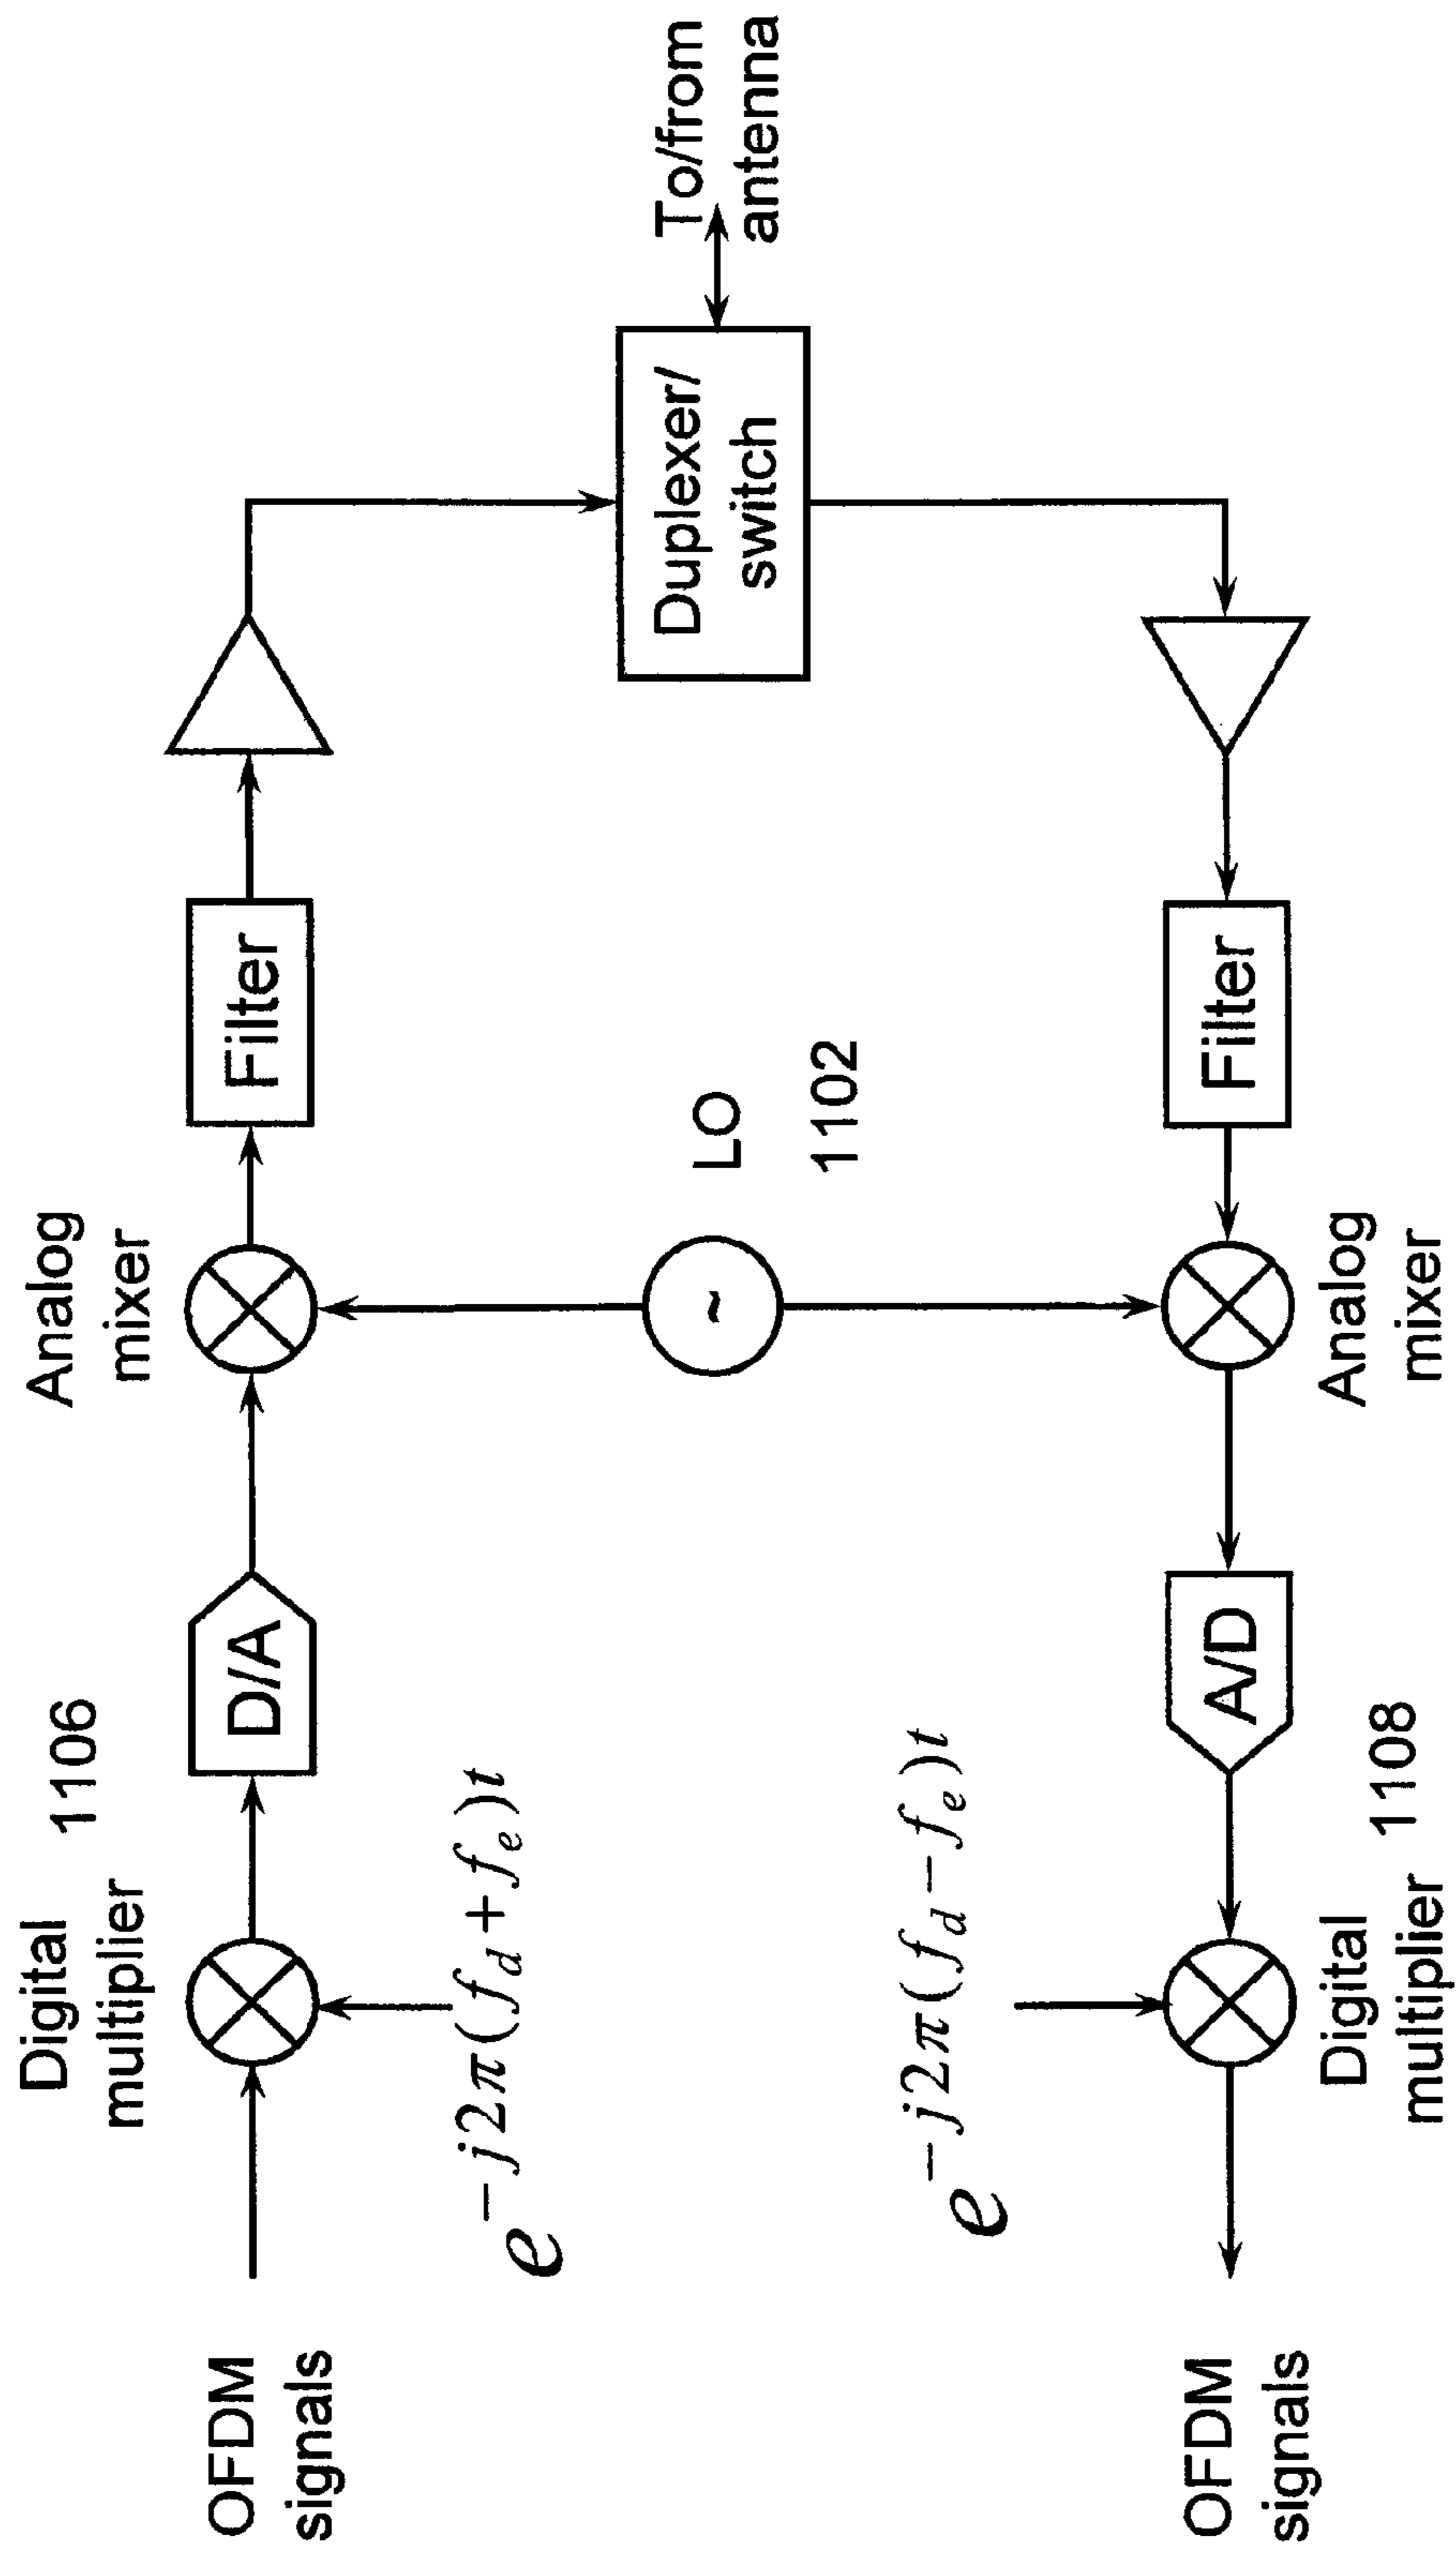 Digital
multiplier
1106
Analog
mixer
OFDM
signals
D/A
Filter
e^{-j2π(f_d+f_e)t}
LO
1102
~
Duplexer/
switch
To/from
antenna
e^{-j2π(f_d-f_e)t}
OFDM
signals
A/D
Filter
Digital
multiplier
1108
Analog
mixer